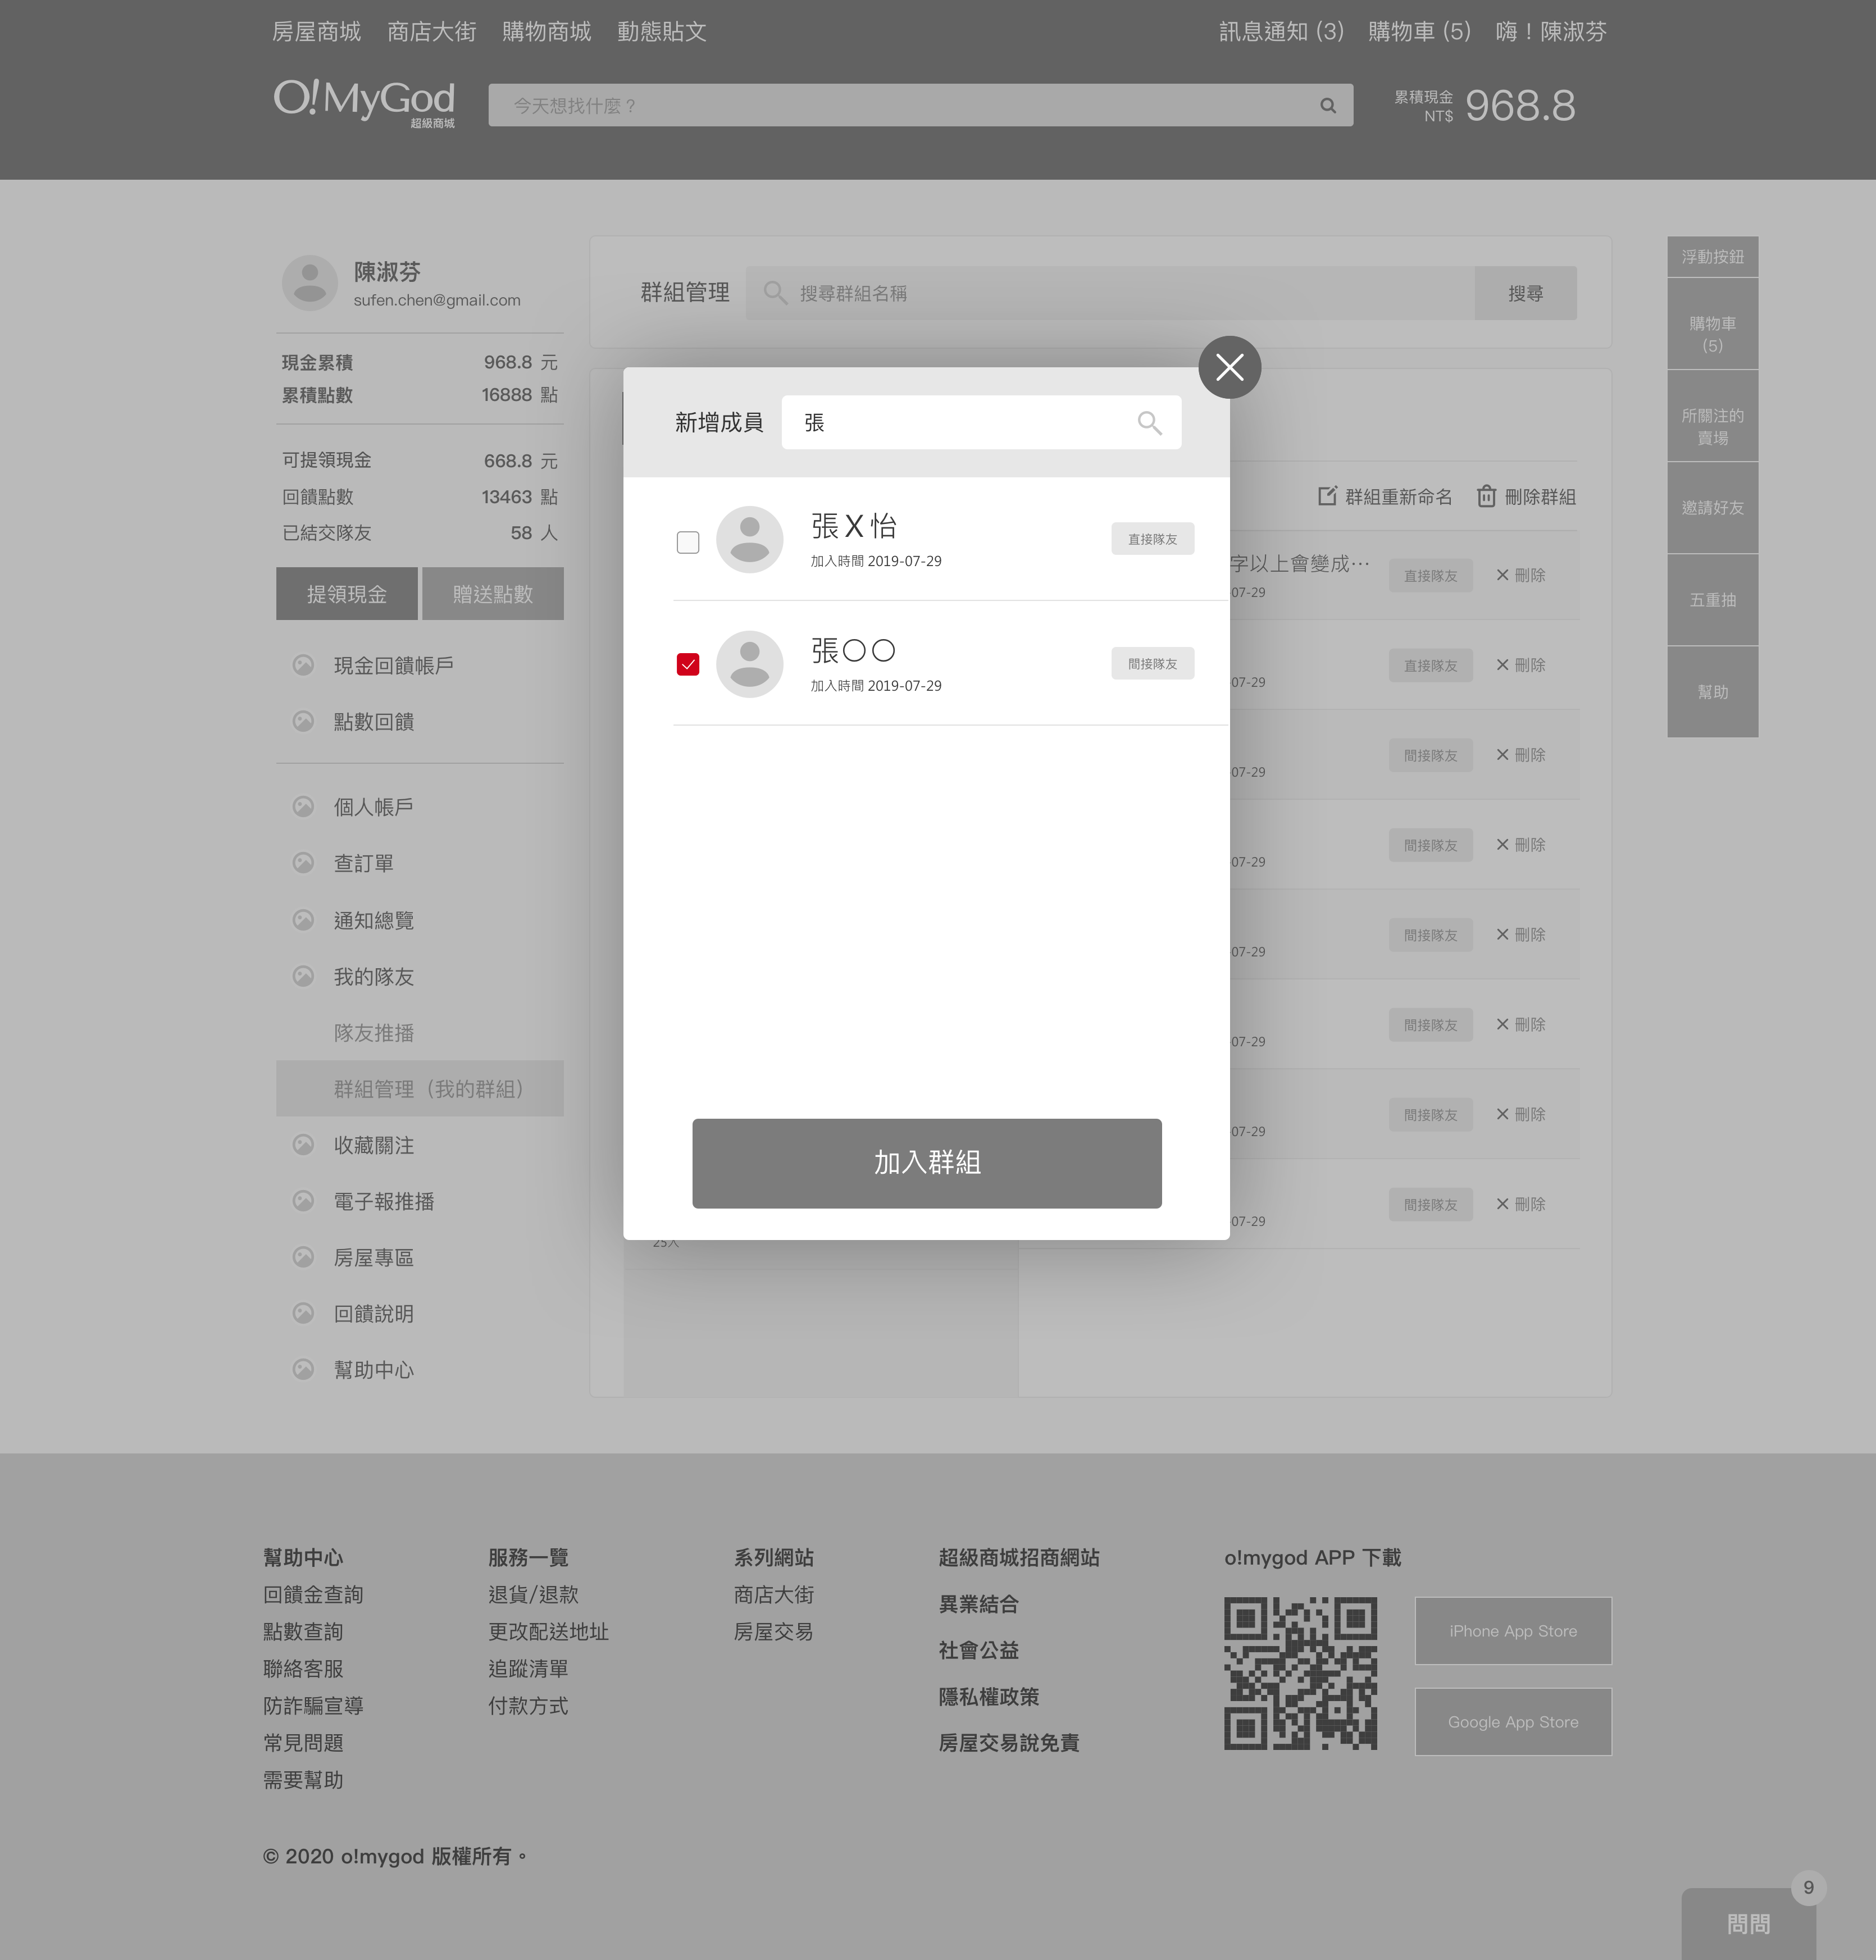 房屋商城 商店大街 購物商城 動態貼文 訊息通知 (3) 購物車 (5) 嗨！陳淑芬
O!MyGod
超級商城
今天想找什麼？
累積現金
NT$
968.8
陳淑芬
sufen.chen@gmail.com
現金累積 968.8 元
累積點數 16888 點
可提領現金 668.8 元
回饋點數 13463 點
已結交隊友 58 人
提領現金 贈送點數
現金回饋帳戶
點數回饋
個人帳戶
查訂單
通知總覽
我的隊友
隊友推播
群組管理（我的群組）
收藏關注
電子報推播
房屋專區
回饋說明
幫助中心
群組管理 搜尋群組名稱 搜尋
新增成員 張
張X怡
加入時間 2019-07-29
直接隊友
張〇〇
加入時間 2019-07-29
間接隊友
加入群組
群組重新命名 刪除群組
字以上會變成⋯
07-29
直接隊友 刪除
07-29
直接隊友 刪除
07-29
間接隊友 刪除
07-29
間接隊友 刪除
07-29
間接隊友 刪除
07-29
間接隊友 刪除
07-29
間接隊友 刪除
07-29
間接隊友 刪除
25人
浮動按鈕
購物車
(5)
所關注的
賣場
邀請好友
五重抽
幫助
幫助中心
回饋金查詢
點數查詢
聯絡客服
防詐騙宣導
常見問題
需要幫助
服務一覽
退貨/退款
更改配送地址
追蹤清單
付款方式
系列網站
商店大街
房屋交易
超級商城招商網站
異業結合
社會公益
隱私權政策
房屋交易說免責
o!mygod APP 下載
iPhone App Store
Google App Store
© 2020 o!mygod 版權所有。
9
問問